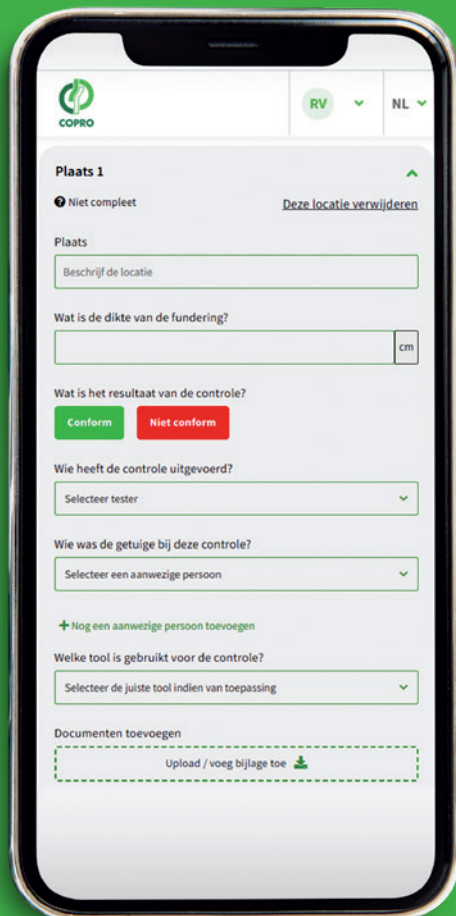 COPRO
RV
NL
Plaats 1
Niet compleet
Deze locatie verwijderen
Plaats
Beschrijf de locatie
Wat is de dikte van de fundering?
cm
Wat is het resultaat van de controle?
Conform
Niet conform
Wie heeft de controle uitgevoerd?
Selecteer tester
Wie was de getuige bij deze controle?
Selecteer een aanwezige persoon
+ Nog een aanwezige persoon toevoegen
Welke tool is gebruikt voor de controle?
Selecteer de juiste tool indien van toepassing
Documenten toevoegen
Upload / voeg bijlage toe